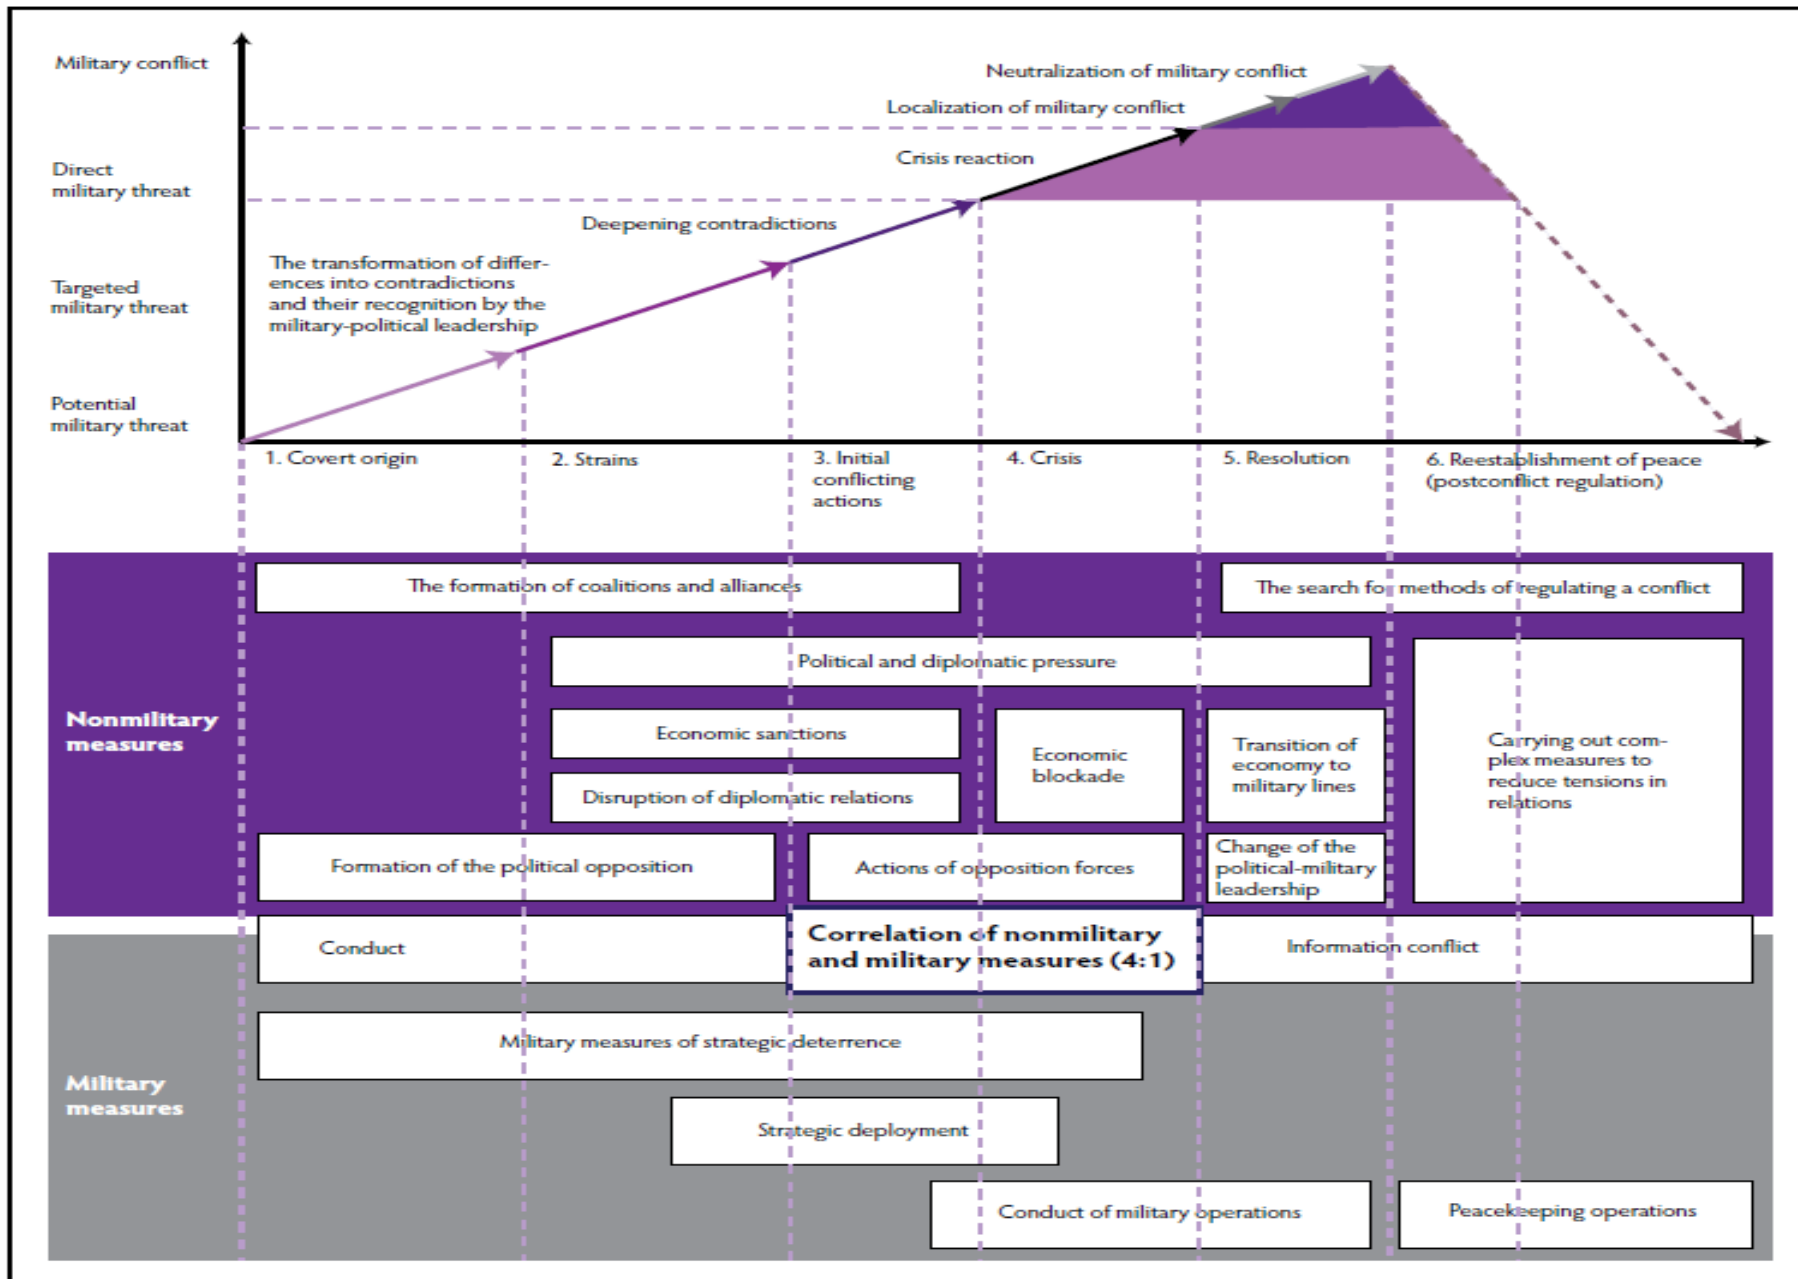 Military conflict
Direct
military threat
Targeted
military threat
Potential
military threat
Neutralization of military conflict
Localization of military conflict
Crisis reaction
Deepening contradictions
The transformation of differ-
ences into contradictions
and their recognition by the
military-political leadership
1. Covert origin
2. Strains
3. Initial
conflicting
actions
4. Crisis
5. Resolution
6. Reestablishment of peace
(postconflict regulation)
Nonmilitary
measures
The formation of coalitions and alliances
The search for methods of regulating a conflict
Political and diplomatic pressure
Economic sanctions
Disruption of diplomatic relations
Economic
blockade
Transition of
economy to
military lines
Carrying out com-
plex measures to
reduce tensions in
relations
Formation of the political opposition
Actions of opposition forces
Change of the
political-military
leadership
Conduct
Correlation of nonmilitary
and military measures (4:1)
Information conflict
Military
measures
Military measures of strategic deterrence
Strategic deployment
Conduct of military operations
Peacekeeping operations